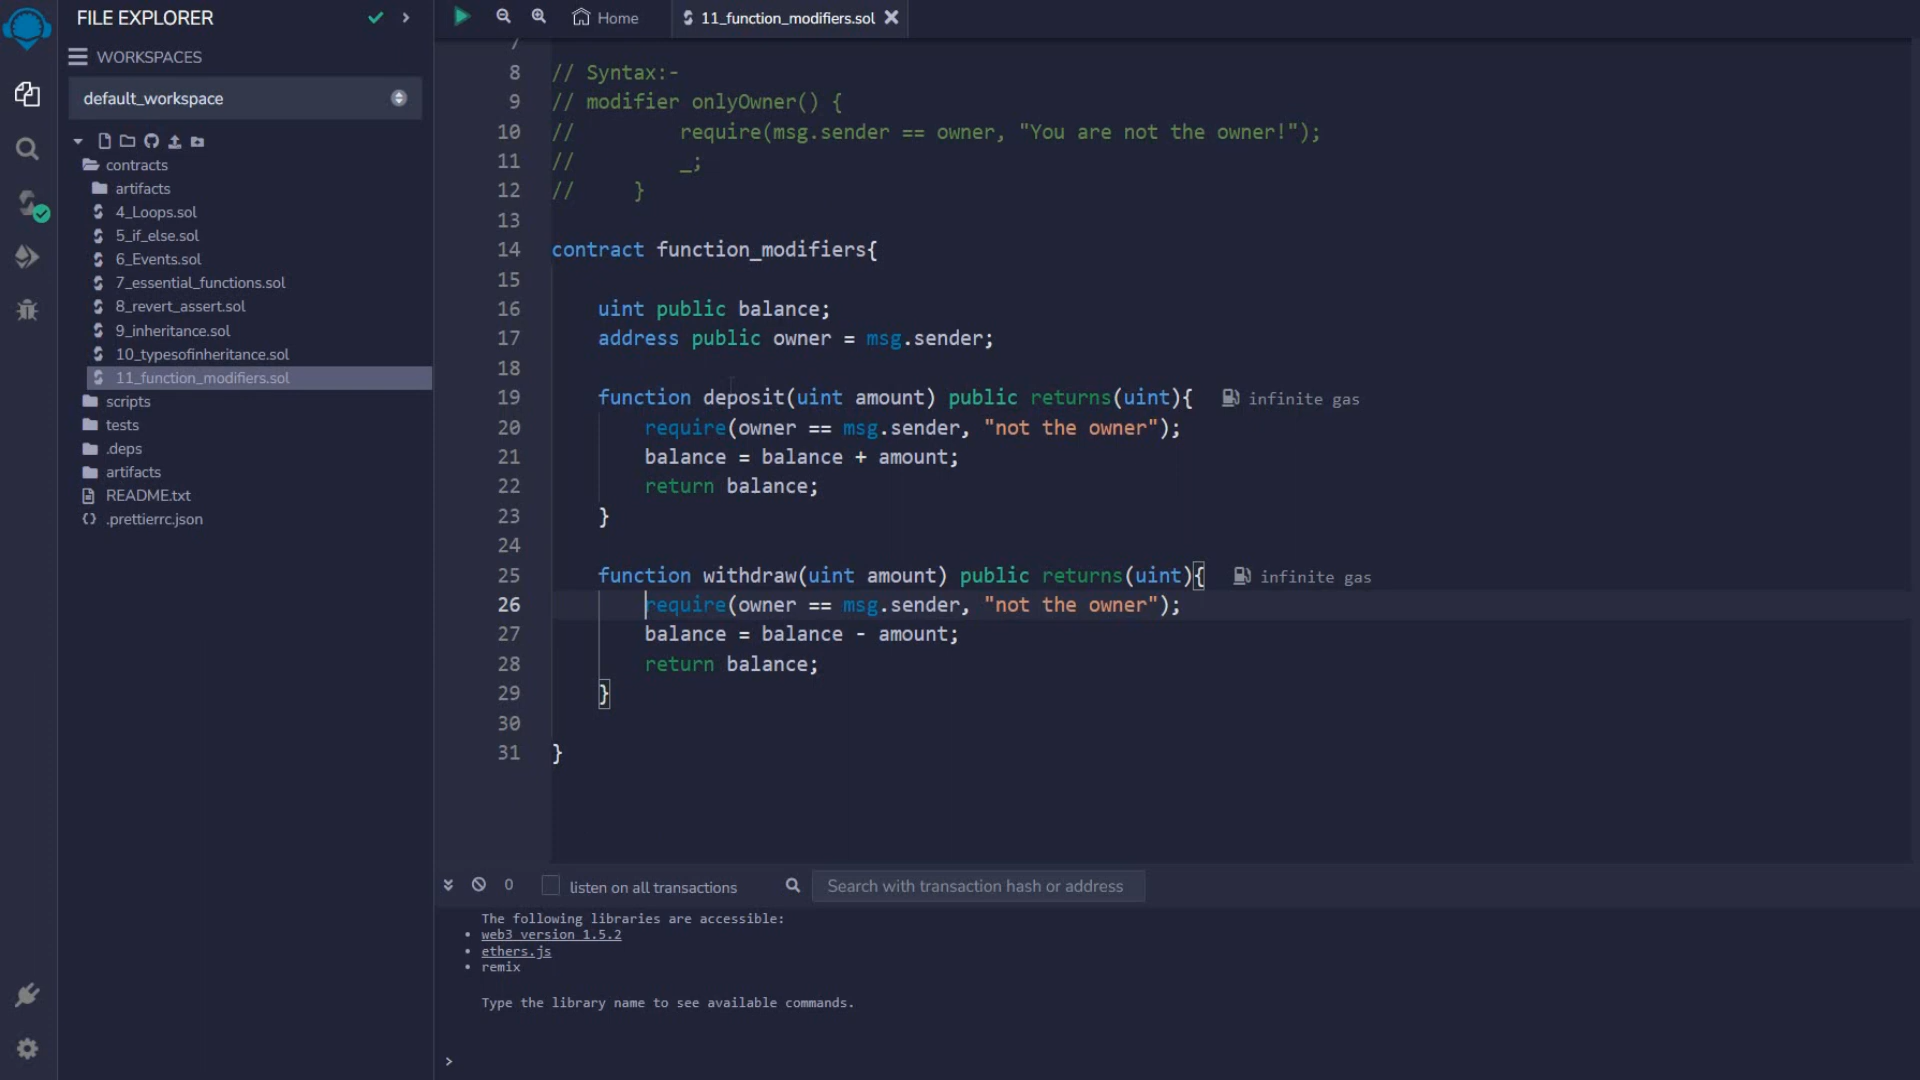 FILE EXPLORER
WORKSPACES
default_workspace
contracts
artifacts
4_Loops.sol
5_if_else.sol
6_Events.sol
7_essential_functions.sol
8_revert_assert.sol
9_inheritance.sol
10_typesofinheritance.sol
11_function_modifiers.sol
scripts
tests
.deps
artifacts
README.txt
.prettierrc.json
Home
11_function_modifiers.sol
7
8 // Syntax:-
9 // modifier onlyOwner() {
10 // require(msg.sender == owner, "You are not the owner!");
11 // _;
12 // }
13
14 contract function_modifiers{
15
16 uint public balance;
17 address public owner = msg.sender;
18
19 function deposit(uint amount) public returns(uint){ infinite gas
20 require(owner == msg.sender, "not the owner");
21 balance = balance + amount;
22 return balance;
23 }
24
25 function withdraw(uint amount) public returns(uint){ infinite gas
26 require(owner == msg.sender, "not the owner");
27 balance = balance - amount;
28 return balance;
29 }
30
31 }
0 listen on all transactions Search with transaction hash or address
The following libraries are accessible:
• web3 version 1.5.2
• ethers.js
• remix
Type the library name to see available commands.
>